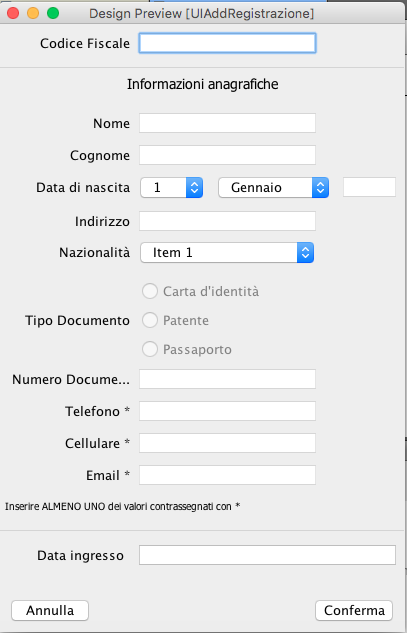 Design Preview [UIAddRegistrazione]
Codice Fiscale
Informazioni anagrafiche
Nome
Cognome
Data di nascita 1 Gennaio
Indirizzo
Nazionalità Item 1
Carta d'identità
Tipo Documento Patente
Passaporto
Numero Docume...
Telefono *
Cellulare *
Email *
Inserire ALMENO UNO dei valori contrassegnati con *
Data ingresso
Annulla Conferma